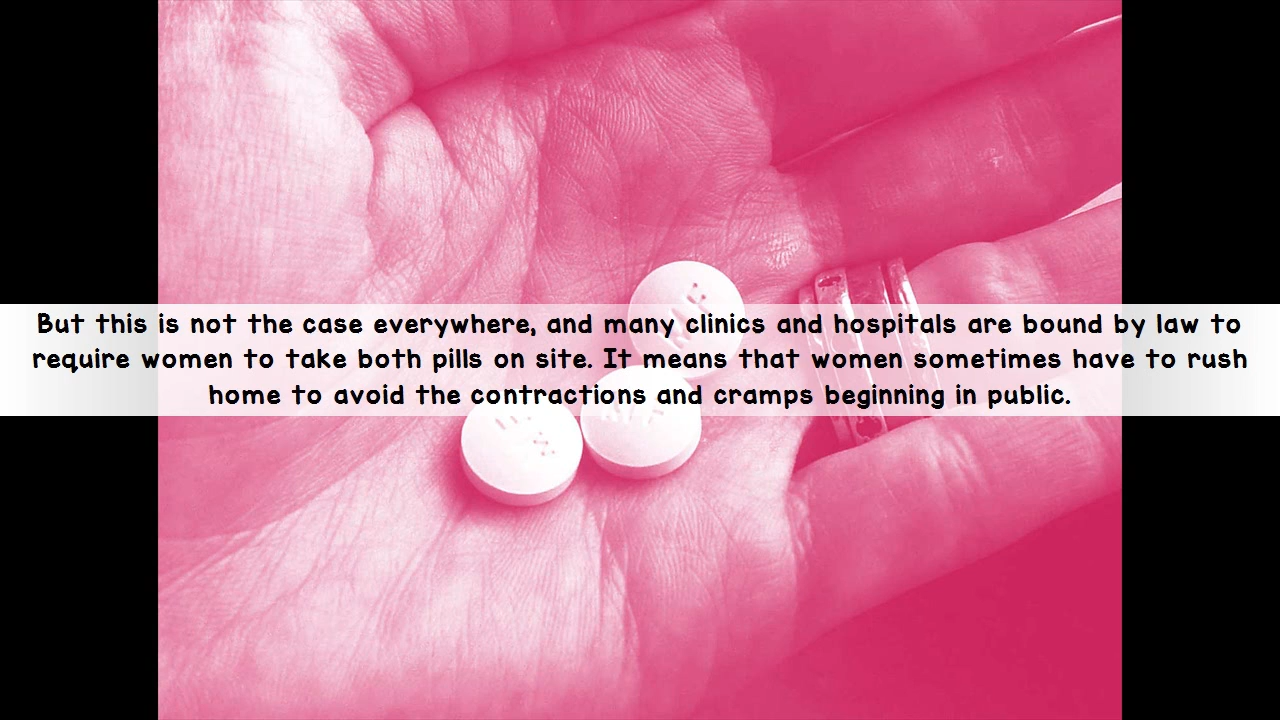 But this is not the case everywhere, and many clinics and hospitals are bound by law to
require women to take both pills on site. It means that women sometimes have to rush
home to avoid the contractions and cramps beginning in public.